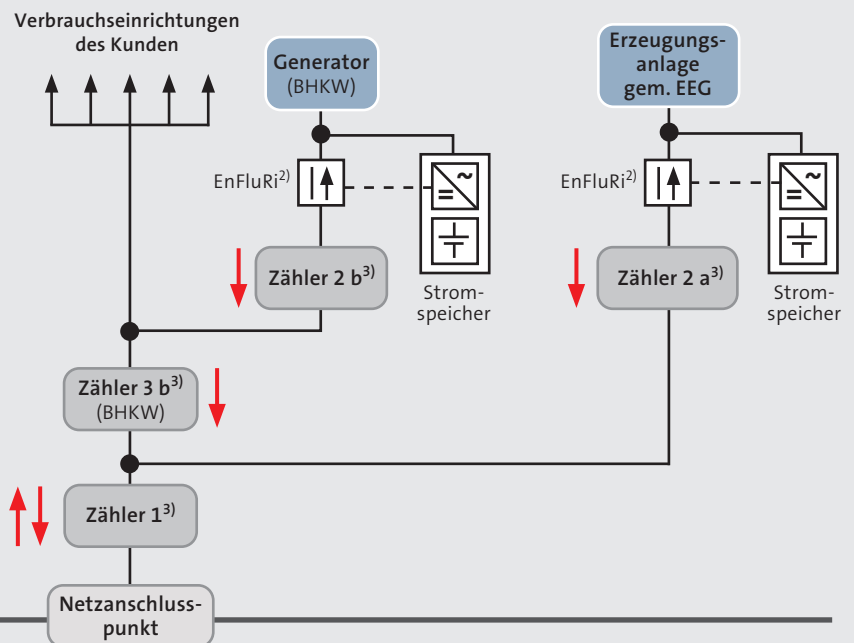 Verbrauchseinrichtungen
des Kunden
Generator
(BHKW)
Erzeugungs-
anlage
gem. EEG
EnFluRi²⁾
EnFluRi²⁾
Zähler 2 b³⁾
Strom-
speicher
Zähler 2 a³⁾
Strom-
speicher
Zähler 3 b³⁾
(BHKW)
Zähler 1³⁾
Netzanschluss-
punkt